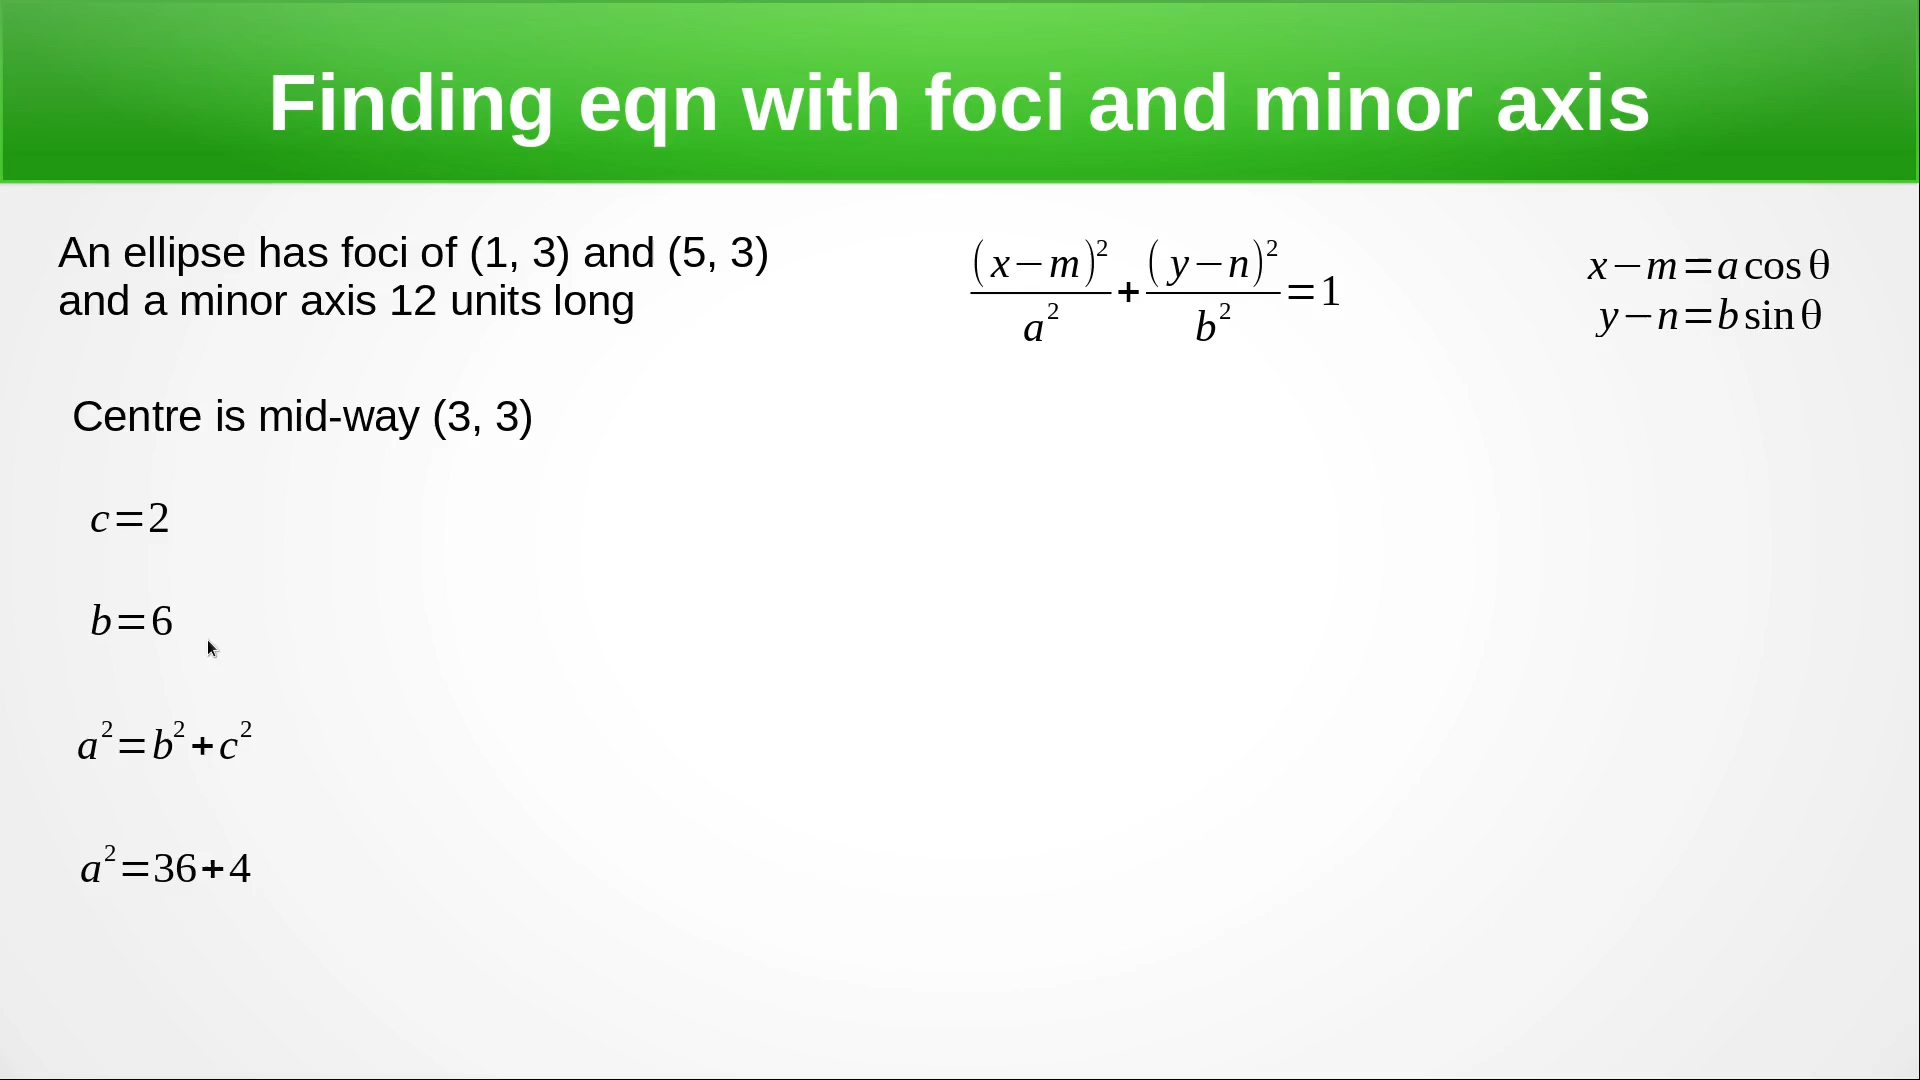 Finding eqn with foci and minor axis
An ellipse has foci of (1, 3) and (5, 3)
and a minor axis 12 units long
(x−m)²/a² + (y−n)²/b² = 1
x−m=a cos θ
y−n=b sin θ
Centre is mid-way (3, 3)
c=2
b=6
a²=b²+c²
a²=36+4